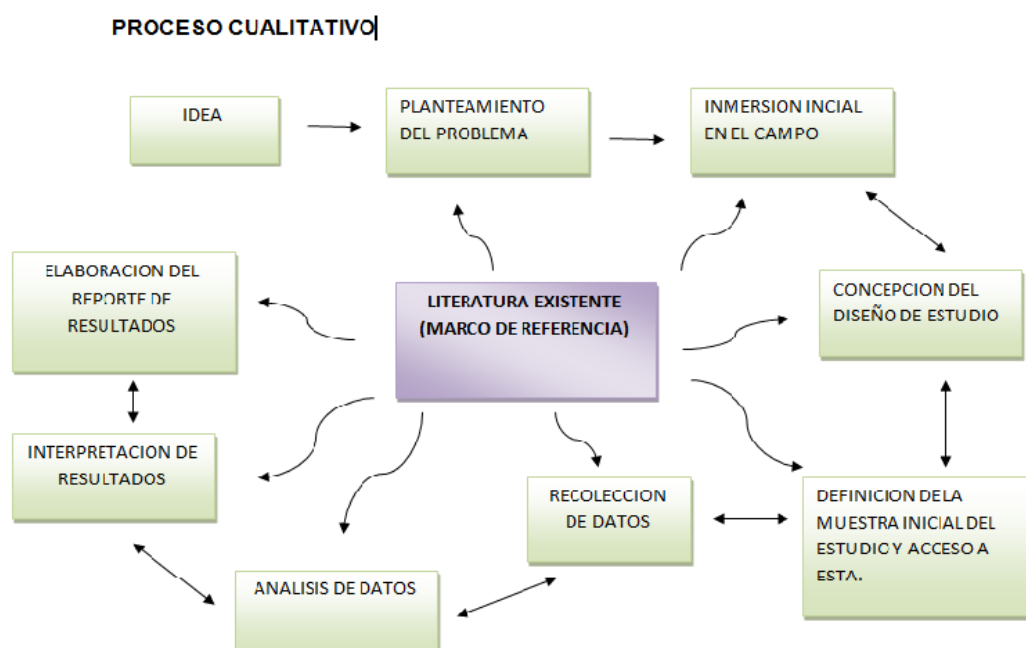 PROCESO CUALITATIVO
IDEA
PLANTEAMIENTO
DEL PROBLEMA
INMERSION INCIAL
EN EL CAMPO
ELABORACION DEL
REPORTE DE
RESULTADOS
LITERATURA EXISTENTE
(MARCO DE REFERENCIA)
CONCEPCION DEL
DISEÑO DE ESTUDIO
INTERPRETACION DE
RESULTADOS
RECOLECCION
DE DATOS
DEFINICION DELA
MUESTRA INICIAL DEL
ESTUDIO Y ACCESO A
ESTA.
ANALISIS DE DATOS